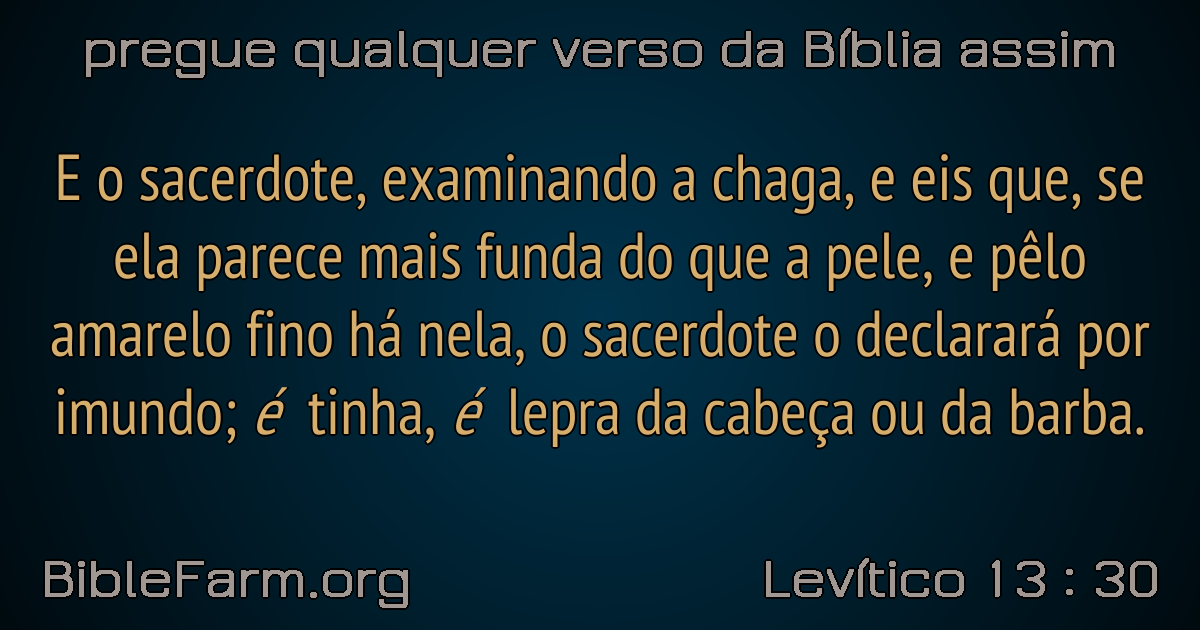 pregue qualquer verso da Bíblia assim
E o sacerdote, examinando a chaga, e eis que, se
ela parece mais funda do que a pele, e pêlo
amarelo fino há nela, o sacerdote o declarará por
imundo; é tinha, é lepra da cabeça ou da barba.
BibleFarm.org
Levítico 13 : 30